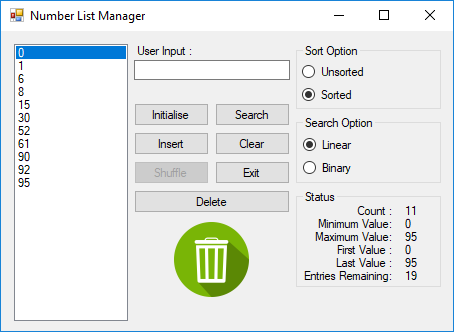 Number List Manager
0
1
6
8
15
30
52
61
90
92
95
User Input :
Initialise
Search
Insert
Clear
Shuffle
Exit
Delete
Sort Option
Unsorted
Sorted
Search Option
Linear
Binary
Status
Count : 11
Minimum Value: 0
Maximum Value: 95
First Value : 0
Last Value : 95
Entries Remaining: 19